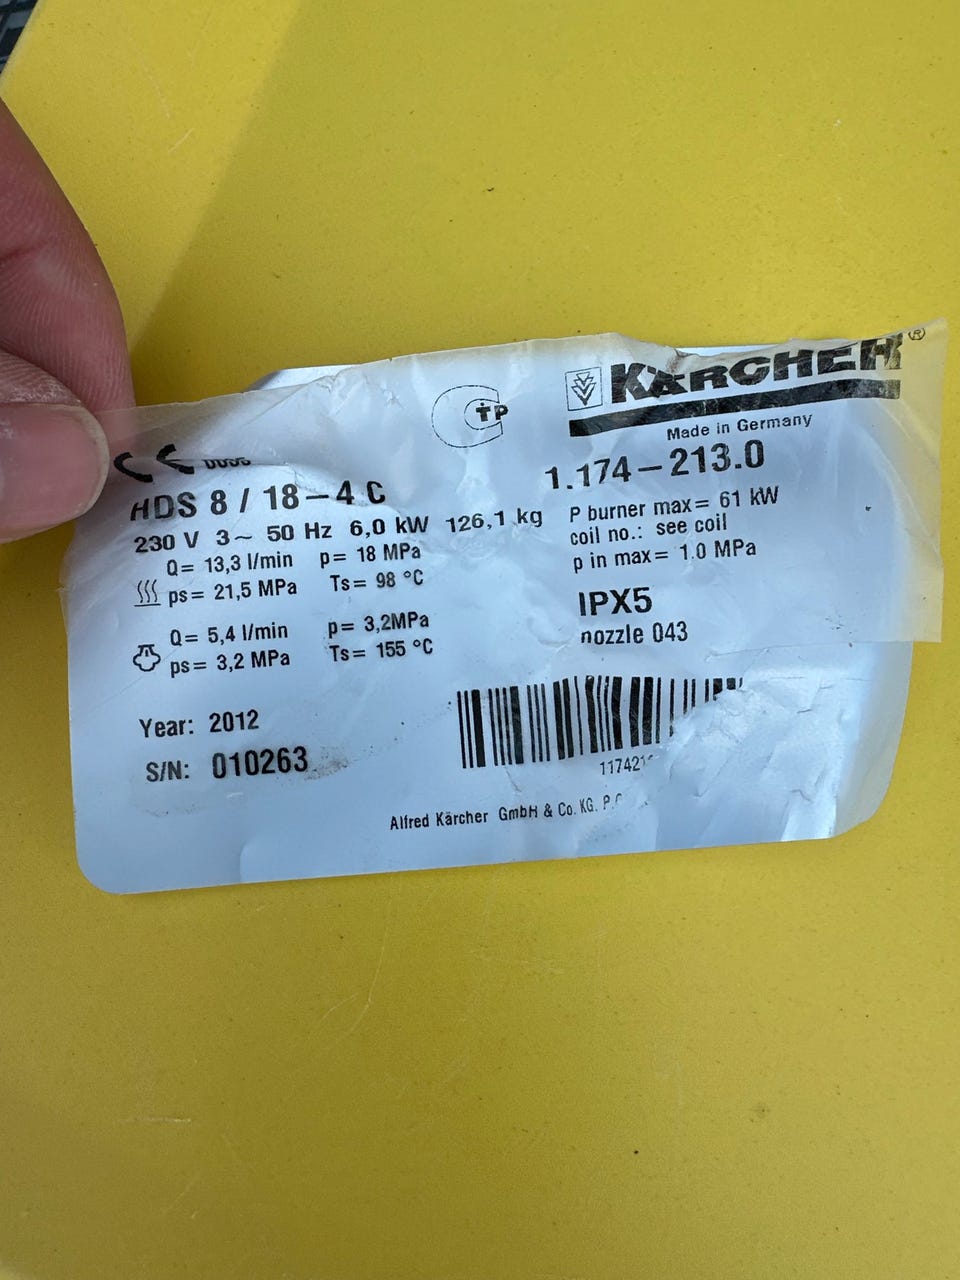 KÄRCHER®
Made in Germany
CE
HDS 8 / 18 – 4 C
1.174 – 213.0
230 V 3~ 50 Hz 6,0 kW 126,1 kg
Q= 13,3 l/min p= 18 MPa
ps= 21,5 MPa Ts= 98 °C
Q= 5,4 l/min p= 3,2MPa
ps= 3,2 MPa Ts= 155 °C
P burner max= 61 kW
coil no.: see coil
p in max= 1.0 MPa
IPX5
nozzle 043
Year: 2012
S/N: 010263
Alfred Kärcher GmbH & Co. KG.